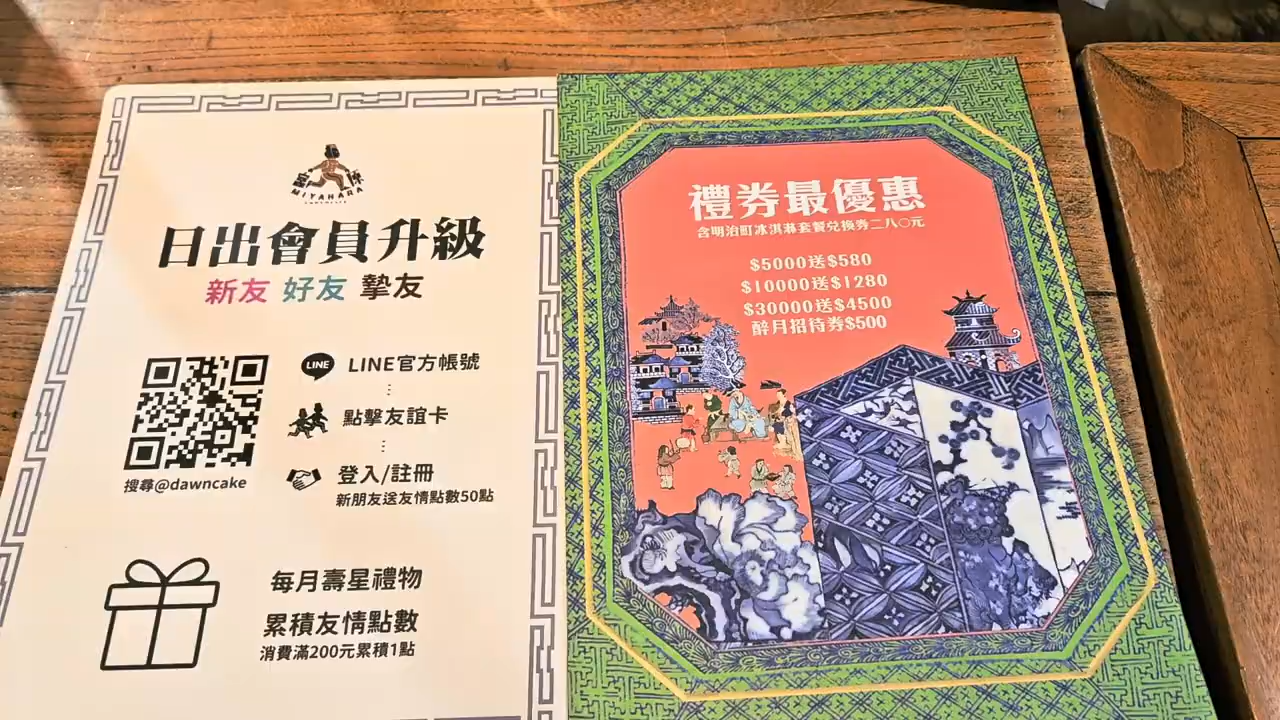 MIYAHARA
日出會員升級
新友 好友 摯友
LINE
LINE官方帳號
點擊友誼卡
登入/註冊
新朋友送友情點數50點
搜尋@dawncake
每月壽星禮物
累積友情點數
消費滿200元累積1點
禮券最優惠
含明治町冰淇淋套餐兌換券二八〇元
$5000送$580
$10000送$1280
$30000送$4500
醉月招待券$500